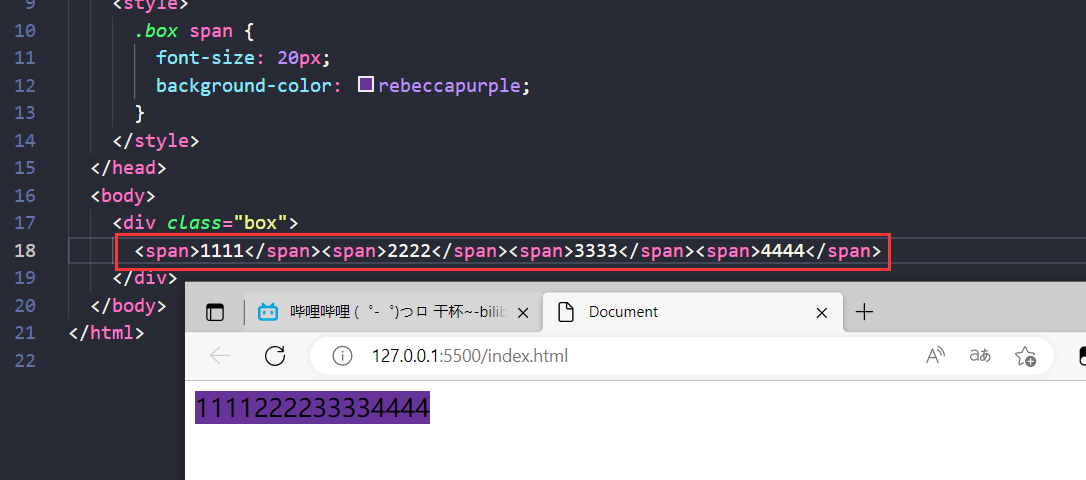 9 <style>
10 .box span {
11 font-size: 20px;
12 background-color: rebeccapurple;
13 }
14 </style>
15 </head>
16 <body>
17 <div class="box">
18 <span>1111</span><span>2222</span><span>3333</span><span>4444</span>
19 </div>
20 </body>
21 </html>
22
哔哩哔哩 (゜-゜)つロ 干杯~-bilib
Document
127.0.0.1:5500/index.html
A
aあ
1111222233334444